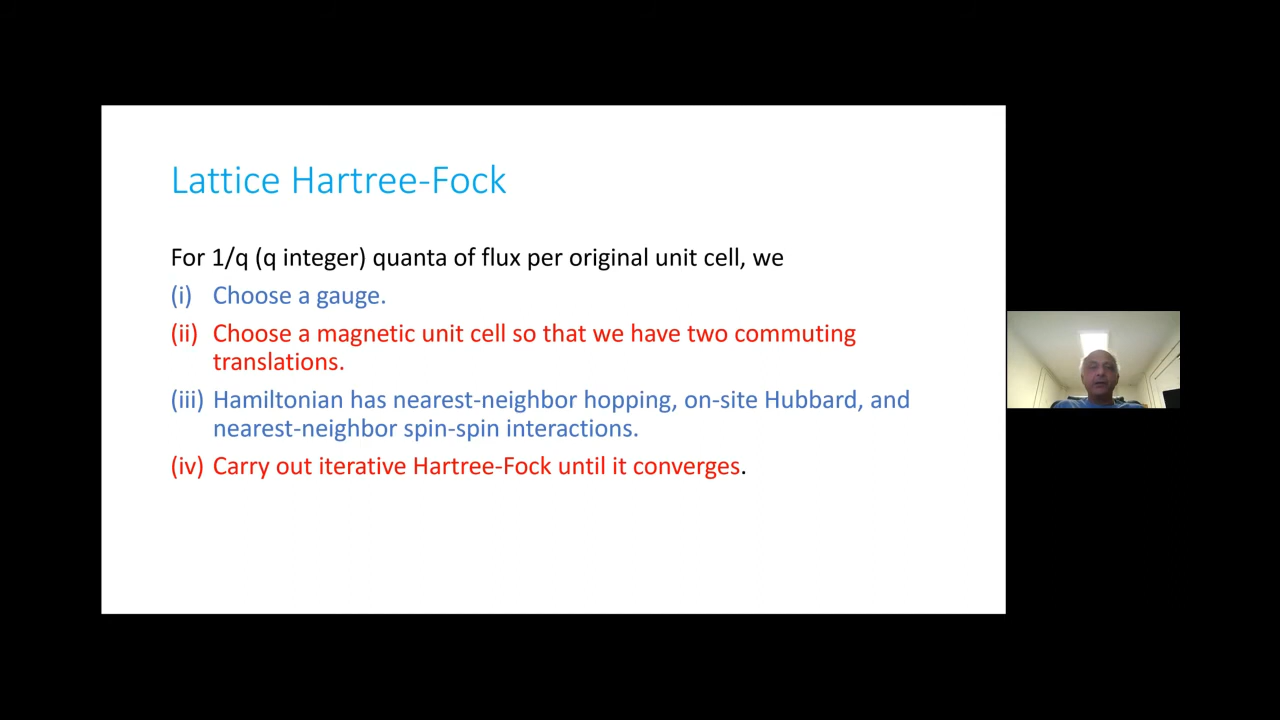 Lattice Hartree-Fock
For 1/q (q integer) quanta of flux per original unit cell, we
(i) Choose a gauge.
(ii) Choose a magnetic unit cell so that we have two commuting
translations.
(iii) Hamiltonian has nearest-neighbor hopping, on-site Hubbard, and
nearest-neighbor spin-spin interactions.
(iv) Carry out iterative Hartree-Fock until it converges.